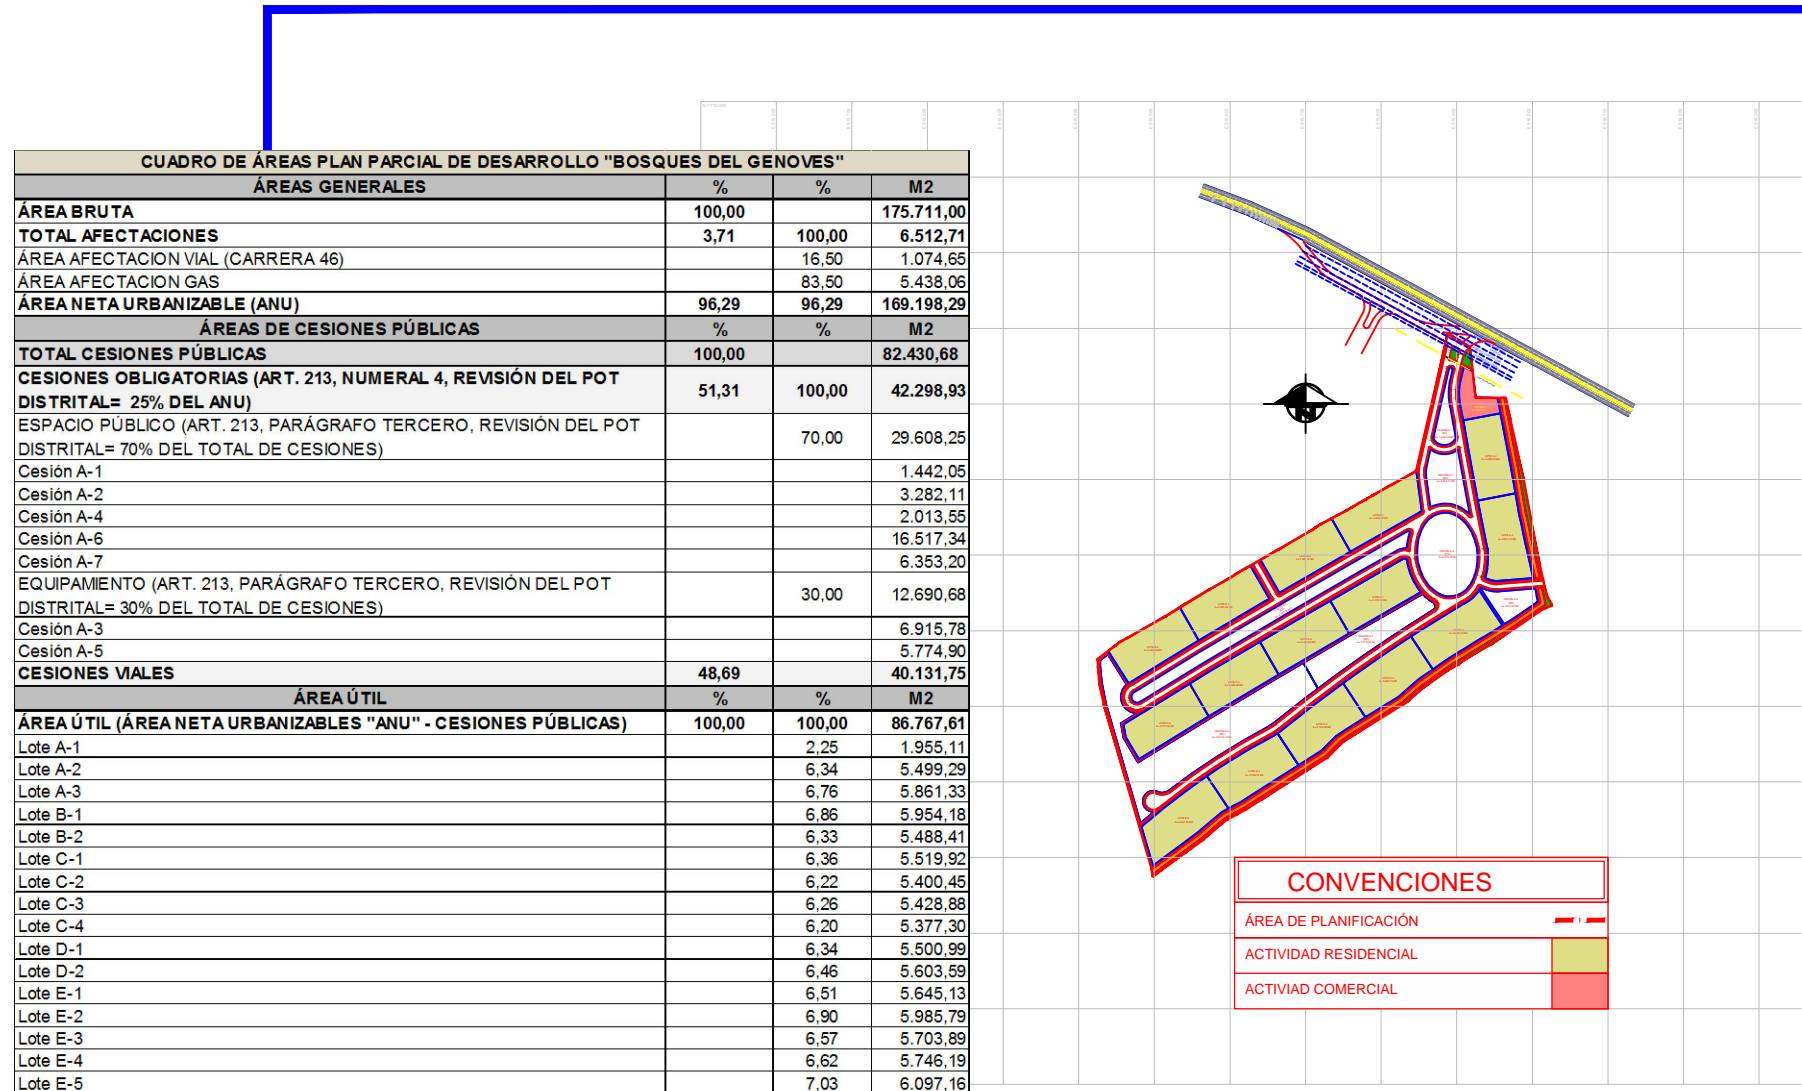 CUADRO DE ÁREAS PLAN PARCIAL DE DESARROLLO "BOSQUES DEL GENOVES"
ÁREAS GENERALES % % M2
ÁREA BRUTA 100,00 175.711,00
TOTAL AFECTACIONES 3,71 100,00 6.512,71
ÁREA AFECTACION VIAL (CARRERA 46) 16,50 1.074,65
ÁREA AFECTACION GAS 83,50 5.438,06
ÁREA NETA URBANIZABLE (ANU) 96,29 96,29 169.198,29
ÁREAS DE CESIONES PÚBLICAS % % M2
TOTAL CESIONES PÚBLICAS 100,00 82.430,68
CESIONES OBLIGATORIAS (ART. 213, NUMERAL 4, REVISIÓN DEL POT
DISTRITAL= 25% DEL ANU) 51,31 100,00 42.298,93
ESPACIO PÚBLICO (ART. 213, PARÁGRAFO TERCERO, REVISIÓN DEL POT
DISTRITAL= 70% DEL TOTAL DE CESIONES) 70,00 29.608,25
Cesión A-1 1.442,05
Cesión A-2 3.282,11
Cesión A-4 2.013,55
Cesión A-6 16.517,34
Cesión A-7 6.353,20
EQUIPAMIENTO (ART. 213, PARÁGRAFO TERCERO, REVISIÓN DEL POT
DISTRITAL= 30% DEL TOTAL DE CESIONES) 30,00 12.690,68
Cesión A-3 6.915,78
Cesión A-5 5.774,90
CESIONES VIALES 48,69 40.131,75
ÁREA ÚTIL % % M2
ÁREA ÚTIL (ÁREA NETA URBANIZABLES "ANU" - CESIONES PÚBLICAS) 100,00 100,00 86.767,61
Lote A-1 2,25 1.955,11
Lote A-2 6,34 5.499,29
Lote A-3 6,76 5.861,33
Lote B-1 6,86 5.954,18
Lote B-2 6,33 5.488,41
Lote C-1 6,36 5.519,92
Lote C-2 6,22 5.400,45
Lote C-3 6,26 5.428,88
Lote C-4 6,20 5.377,30
Lote D-1 6,34 5.500,99
Lote D-2 6,46 5.603,59
Lote E-1 6,51 5.645,13
Lote E-2 6,90 5.985,79
Lote E-3 6,57 5.703,89
Lote E-4 6,62 5.746,19
Lote E-5 7,03 6.097,16
N
CONVENCIONES
ÁREA DE PLANIFICACIÓN
ACTIVIDAD RESIDENCIAL
ACTIVIAD COMERCIAL